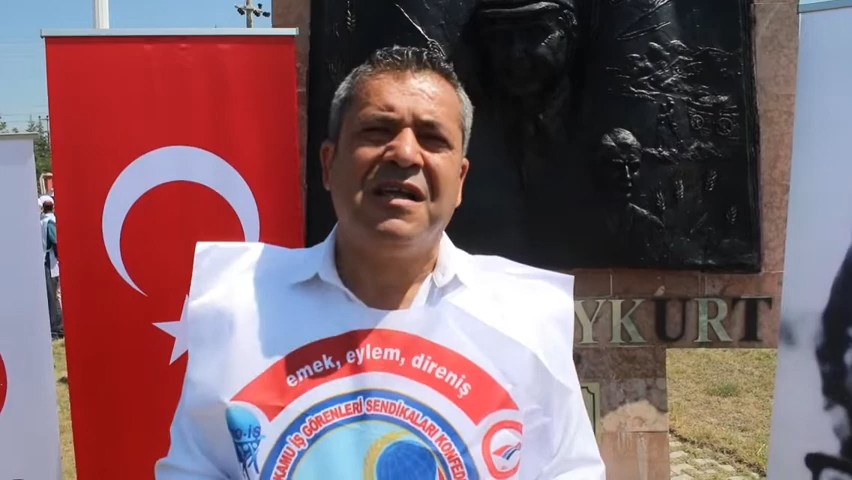 YKURT
emek, eylem, direniş
KAMU İŞ GÖRENLERİ SENDİKALARI KONFED